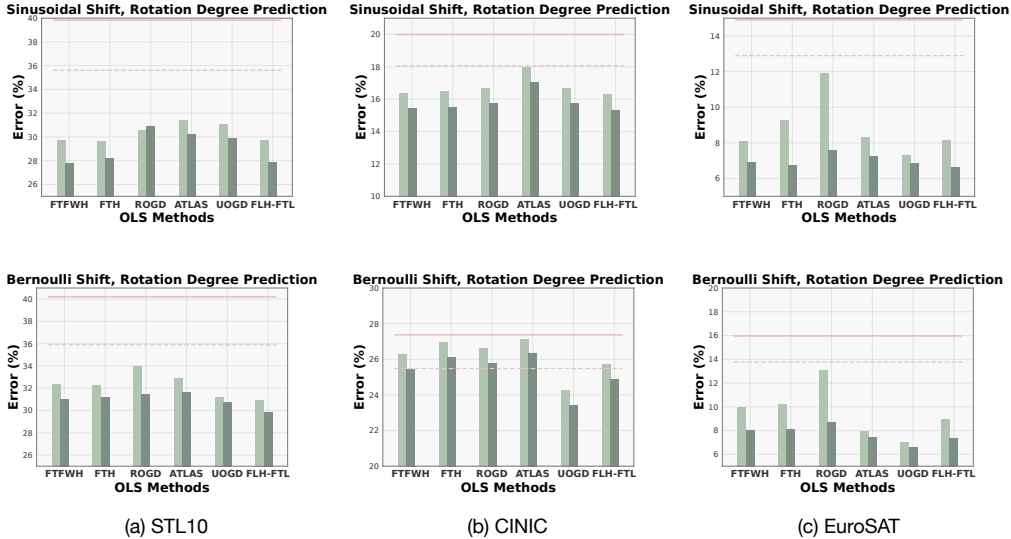 Sinusoidal Shift, Rotation Degree Prediction
Error (%)
40
38
36
34
32
30
28
26
FTFWH FTH ROGD ATLAS UOGD FLH-FTL
OLS Methods
Sinusoidal Shift, Rotation Degree Prediction
Error (%)
20
18
16
14
12
10
FTFWH FTH ROGD ATLAS UOGD FLH-FTL
OLS Methods
Sinusoidal Shift, Rotation Degree Prediction
Error (%)
14
12
10
8
6
FTFWH FTH ROGD ATLAS UOGD FLH-FTL
OLS Methods
Bernoulli Shift, Rotation Degree Prediction
Error (%)
40
38
36
34
32
30
28
26
FTFWH FTH ROGD ATLAS UOGD FLH-FTL
OLS Methods
Bernoulli Shift, Rotation Degree Prediction
Error (%)
30
28
26
24
22
20
FTFWH FTH ROGD ATLAS UOGD FLH-FTL
OLS Methods
Bernoulli Shift, Rotation Degree Prediction
Error (%)
20
18
16
14
12
10
8
6
FTFWH FTH ROGD ATLAS UOGD FLH-FTL
OLS Methods
(a) STL10
(b) CINIC
(c) EuroSAT